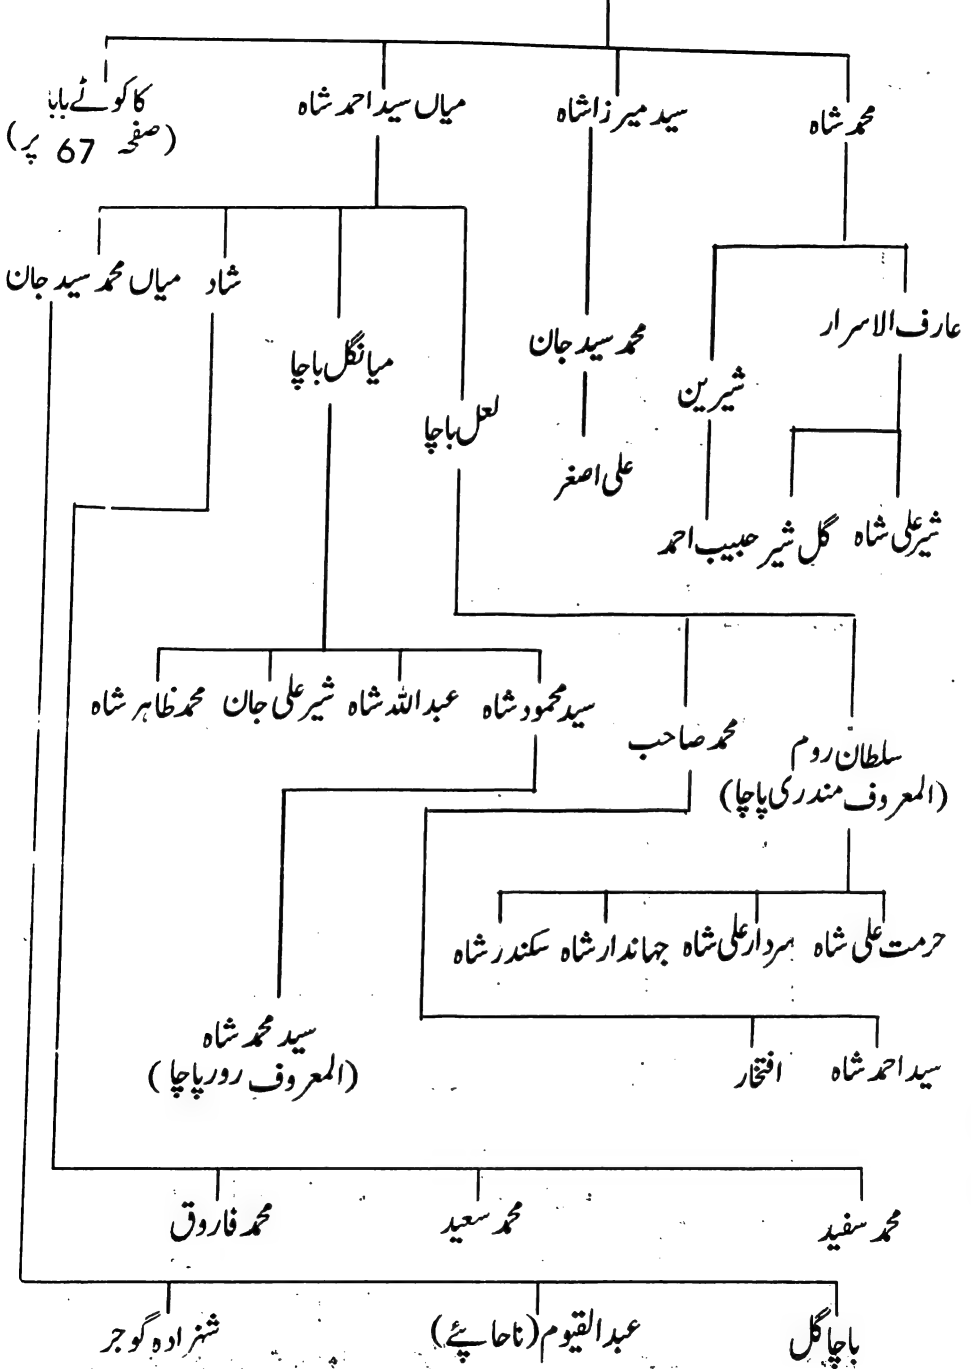 محمد شاہ	سید میرزا شاہ	میاں سید احمد شاہ	کاکوٹے بابا
(صفحہ 67 پر)
شاد	میاں محمد سید جان
عارف الاسرار	محمد سید جان	میانگل باچا
شیرین	لعل باچا
علی اصغر
شیر علی شاہ	گل شیر	حبیب احمد
سید محمود شاہ	عبداللہ شاہ	شیر علی جان	محمد ظاہر شاہ
سلطان روم	محمد صاحب
(المعروف مندری پاچا)
حرمت علی شاہ	سردار علی شاہ	جہاندار شاہ	سکندر شاہ
سید محمد شاہ
(المعروف رور پاچا)
سید احمد شاہ	افتخار
محمد سفید	محمد سعید	محمد فاروق
باچا گل	عبدالقیوم	شہزادہ گوجر